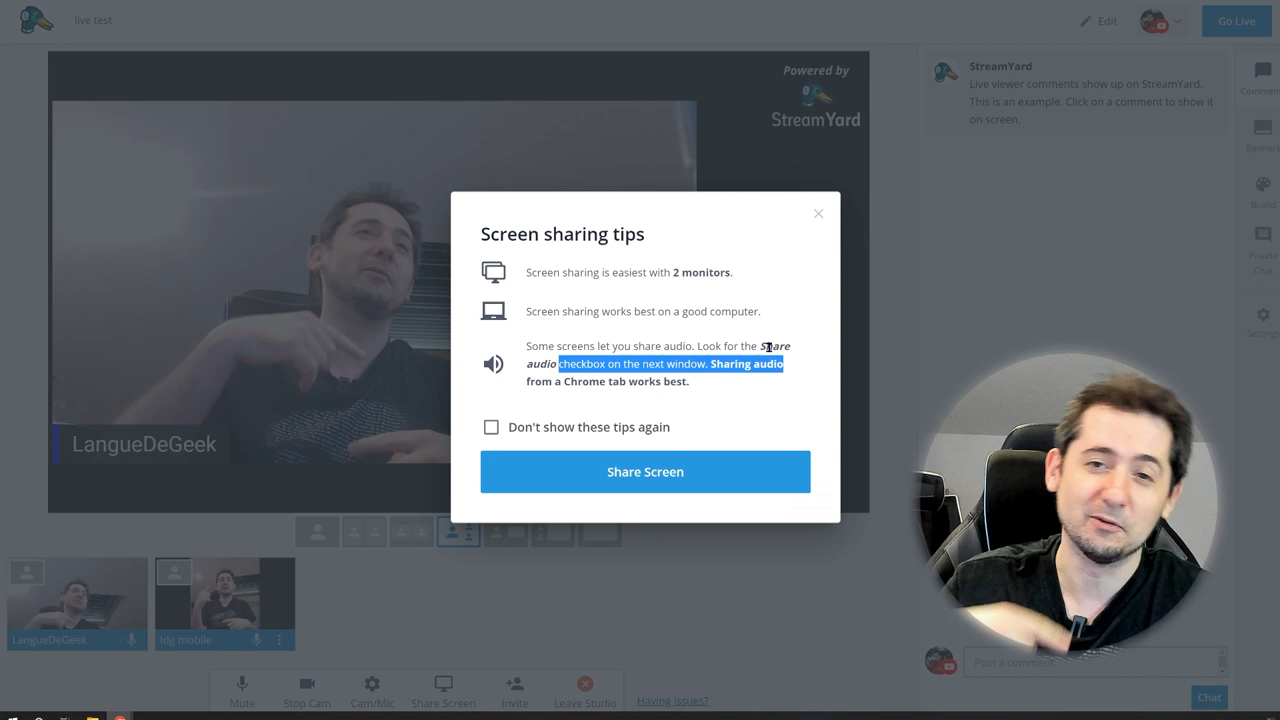 live test
Edit
Go Live
Powered by
StreamYard
StreamYard
Live viewer comments show up on StreamYard.
This is an example. Click on a comment to show it
on screen.
Banners
Brand
Private
Chat
Screen sharing tips
Screen sharing is easiest with 2 monitors.
Screen sharing works best on a good computer.
Some screens let you share audio. Look for the Share
audio checkbox on the next window. Sharing audio
from a Chrome tab works best.
Don't show these tips again
Share Screen
LangueDeGeek
LangueDeGeek
ldg mobile
Mute
Stop Cam
Cam/Mic
Share Screen
Invite
Leave Studio
Having issues?
Post a comment
Chat